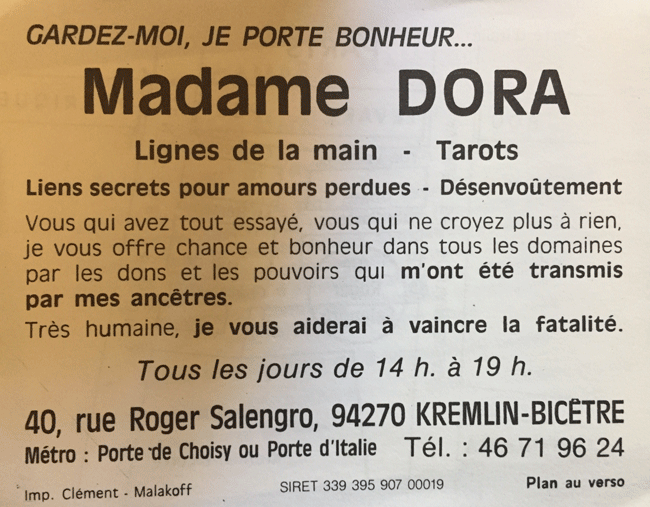 GARDEZ-MOI, JE PORTE BONHEUR...
Madame DORA
Lignes de la main - Tarots
Liens secrets pour amours perdues - Désenvoûtement
Vous qui avez tout essayé, vous qui ne croyez plus à rien,
je vous offre chance et bonheur dans tous les domaines
par les dons et les pouvoirs qui m'ont été transmis
par mes ancêtres.
Très humaine, je vous aiderai à vaincre la fatalité.
Tous les jours de 14 h. à 19 h.
40, rue Roger Salengro, 94270 KREMLIN-BICÊTRE
Métro : Porte de Choisy ou Porte d'Italie Tél. : 46 71 96 24
Imp. Clément - Malakoff SIRET 339 395 907 00019 Plan au verso